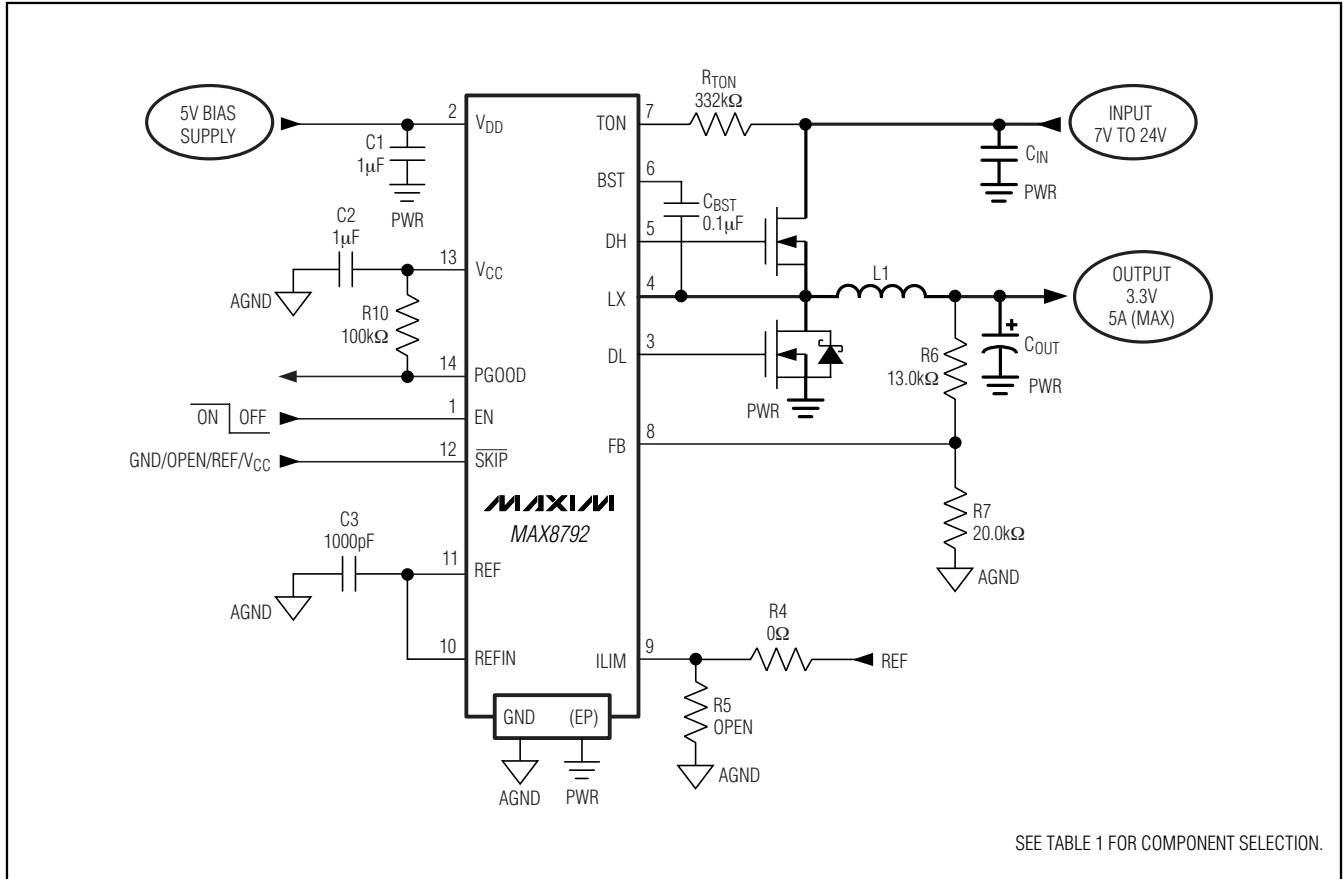 5V BIAS
SUPPLY
C1
1μF
PWR
2
VDD
C2
1μF
AGND
13
VCC
R10
100kΩ
14
PGOOD
ON OFF
1
EN
GND/OPEN/REF/VCC
12
SKIP
MAXIM
MAX8792
C3
1000pF
AGND
11
REF
10
REFIN
GND (EP)
AGND
PWR
TON
7
RTON
332kΩ
INPUT
7V TO 24V
CIN
PWR
BST
6
CBST
0.1μF
DH
5
LX
4
L1
OUTPUT
3.3V
5A (MAX)
DL
3
PWR
R6
13.0kΩ
COUT
+
PWR
FB
8
R7
20.0kΩ
AGND
ILIM
9
R4
0Ω
REF
R5
OPEN
AGND
SEE TABLE 1 FOR COMPONENT SELECTION.